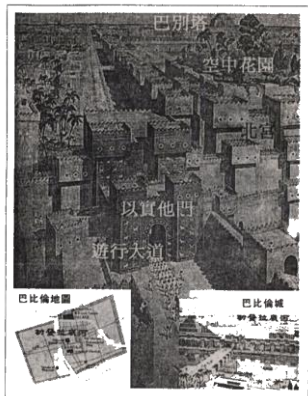 巴別塔
空中花園
北宮
以實他門
遊行大道
巴比倫地圖
巴比倫城